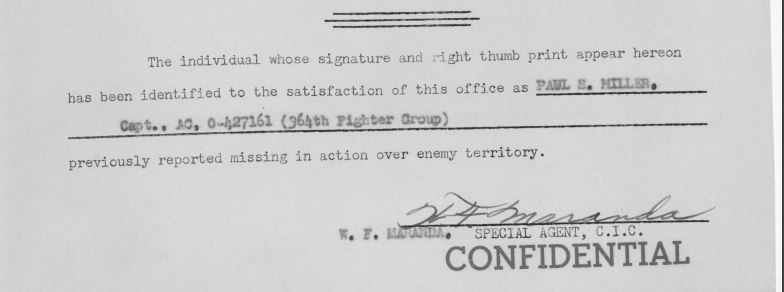 The individual whose signature and right thumb print appear hereon
has been identified to the satisfaction of this office as PAUL S. MILLER,
Capt., AC, O-427161 (364th Fighter Group)
previously reported missing in action over enemy territory.
W F Maranda
W. F. MARANDA, SPECIAL AGENT, C.I.C.
CONFIDENTIAL